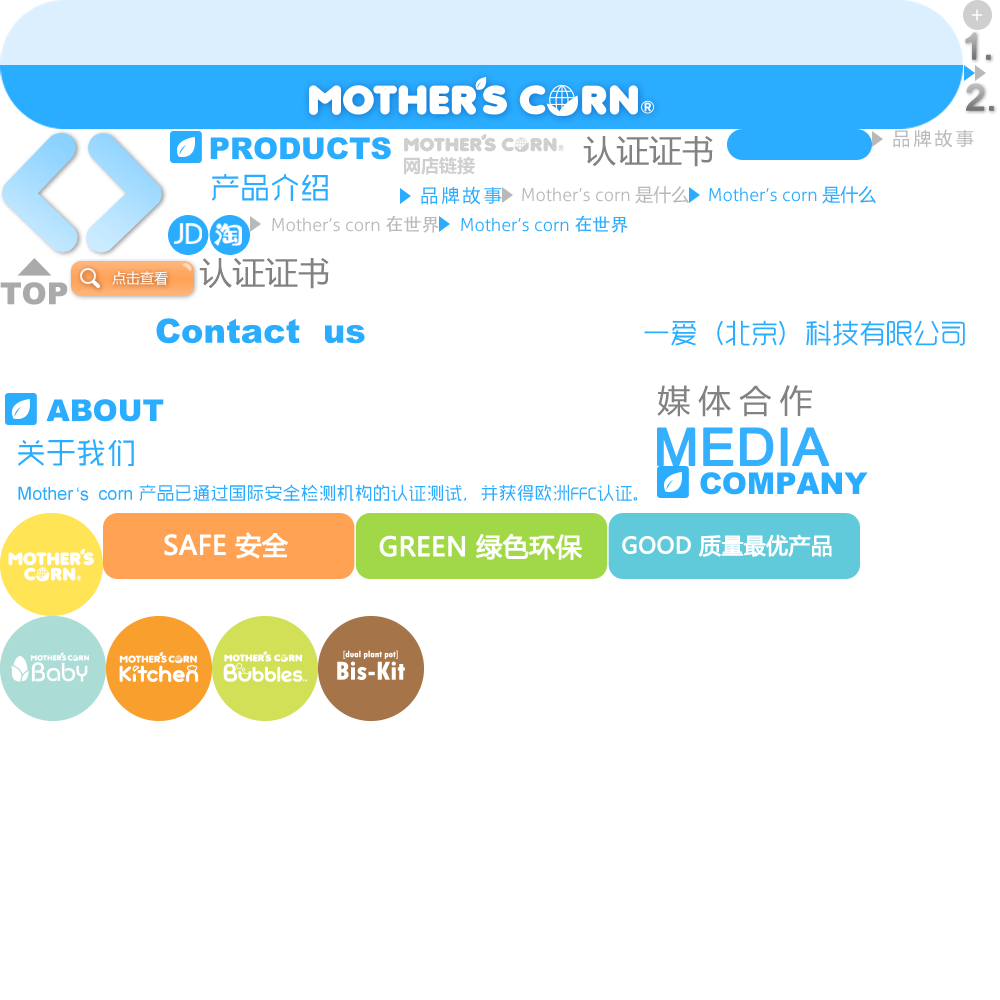 +
1.
MOTHER'S CORN®
2.
PRODUCTS
产品介绍
MOTHER'S CORN®
网店链接
认证证书
品牌故事
品牌故事
Mother's corn 是什么
Mother's corn 是什么
JD
淘
Mother's corn 在世界
Mother's corn 在世界
TOP
点击查看
认证证书
Contact us
一爱（北京）科技有限公司
ABOUT
关于我们
Mother's corn 产品已通过国际安全检测机构的认证测试，并获得欧洲FFC认证。
媒体合作
MEDIA
COMPANY
MOTHER'S
CORN®
SAFE 安全
GREEN 绿色环保
GOOD 质量最优产品
MOTHER'S CORN
Baby
MOTHER'S CORN
Kitchen
MOTHER'S CORN
Bubbles™
[dual plant pot]
Bis-Kit